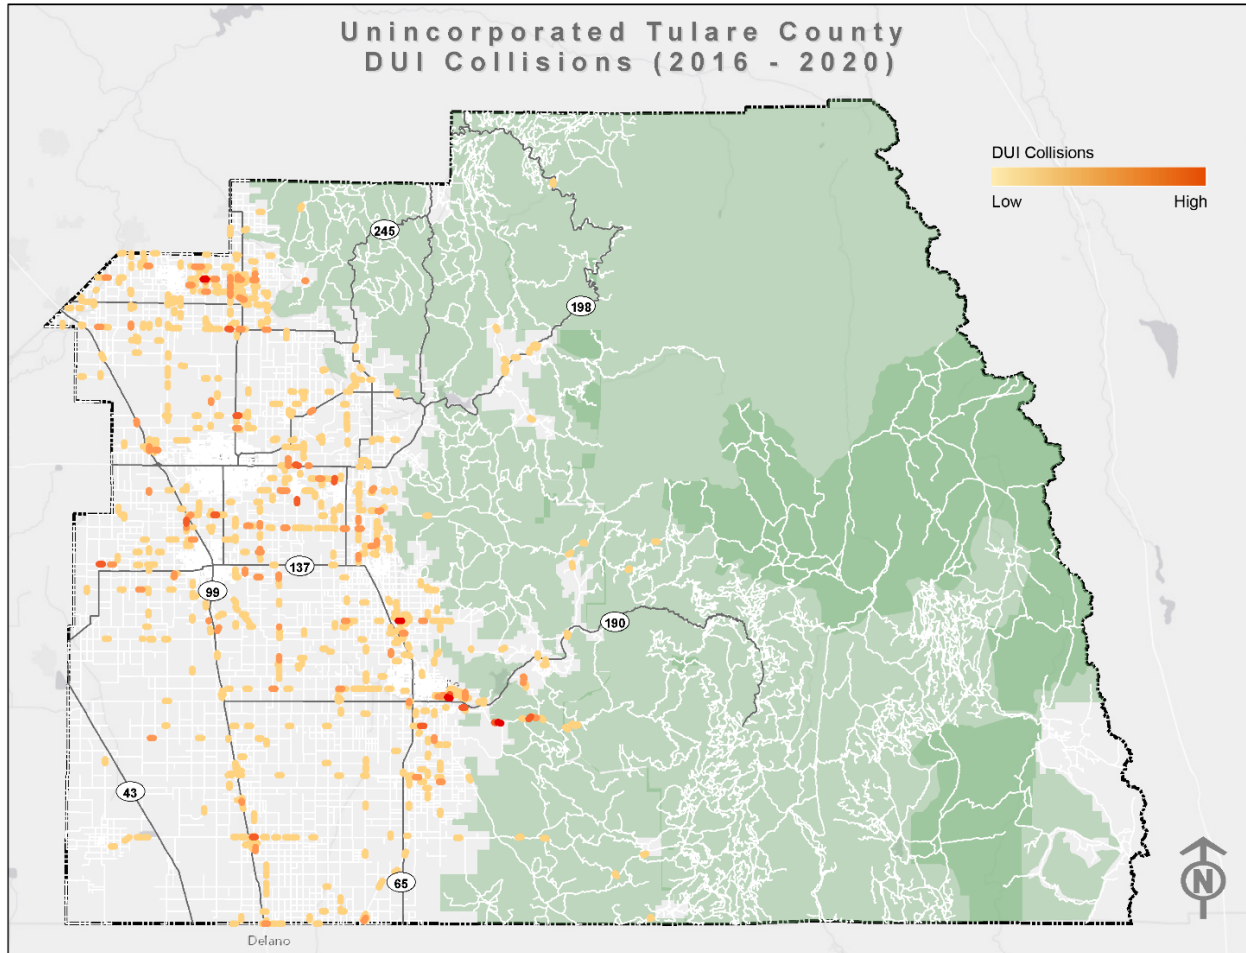 Unincorporated Tulare County
DUI Collisions (2016 - 2020)
DUI Collisions
Low High
245
198
137
99
190
43
65
N
Delano